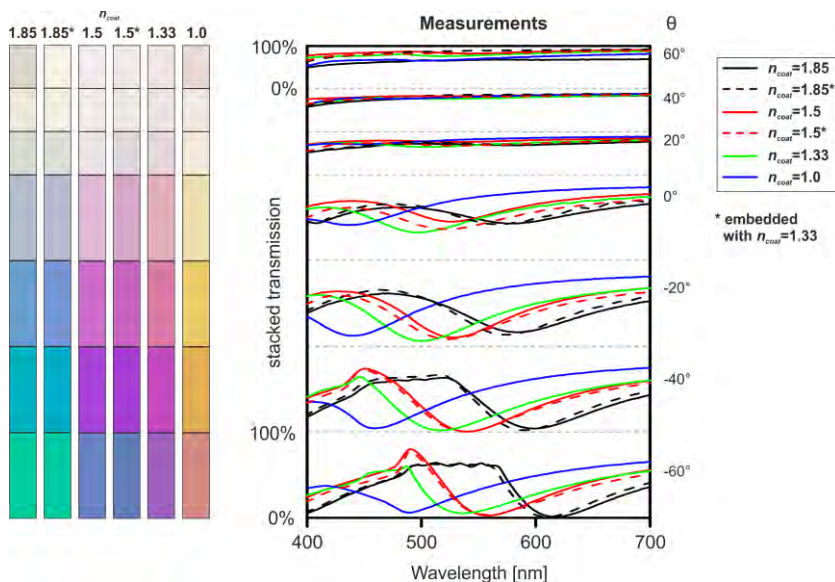 n_coat
1.85 1.85* 1.5 1.5* 1.33 1.0
Measurements
θ
100%
0%
60°
40°
20°
0°
-20°
-40°
100%
-60°
0%
stacked transmission
400 500 600 700
Wavelength [nm]
n_coat=1.85
n_coat=1.85*
n_coat=1.5
n_coat=1.5*
n_coat=1.33
n_coat=1.0
* embedded
with n_coat=1.33